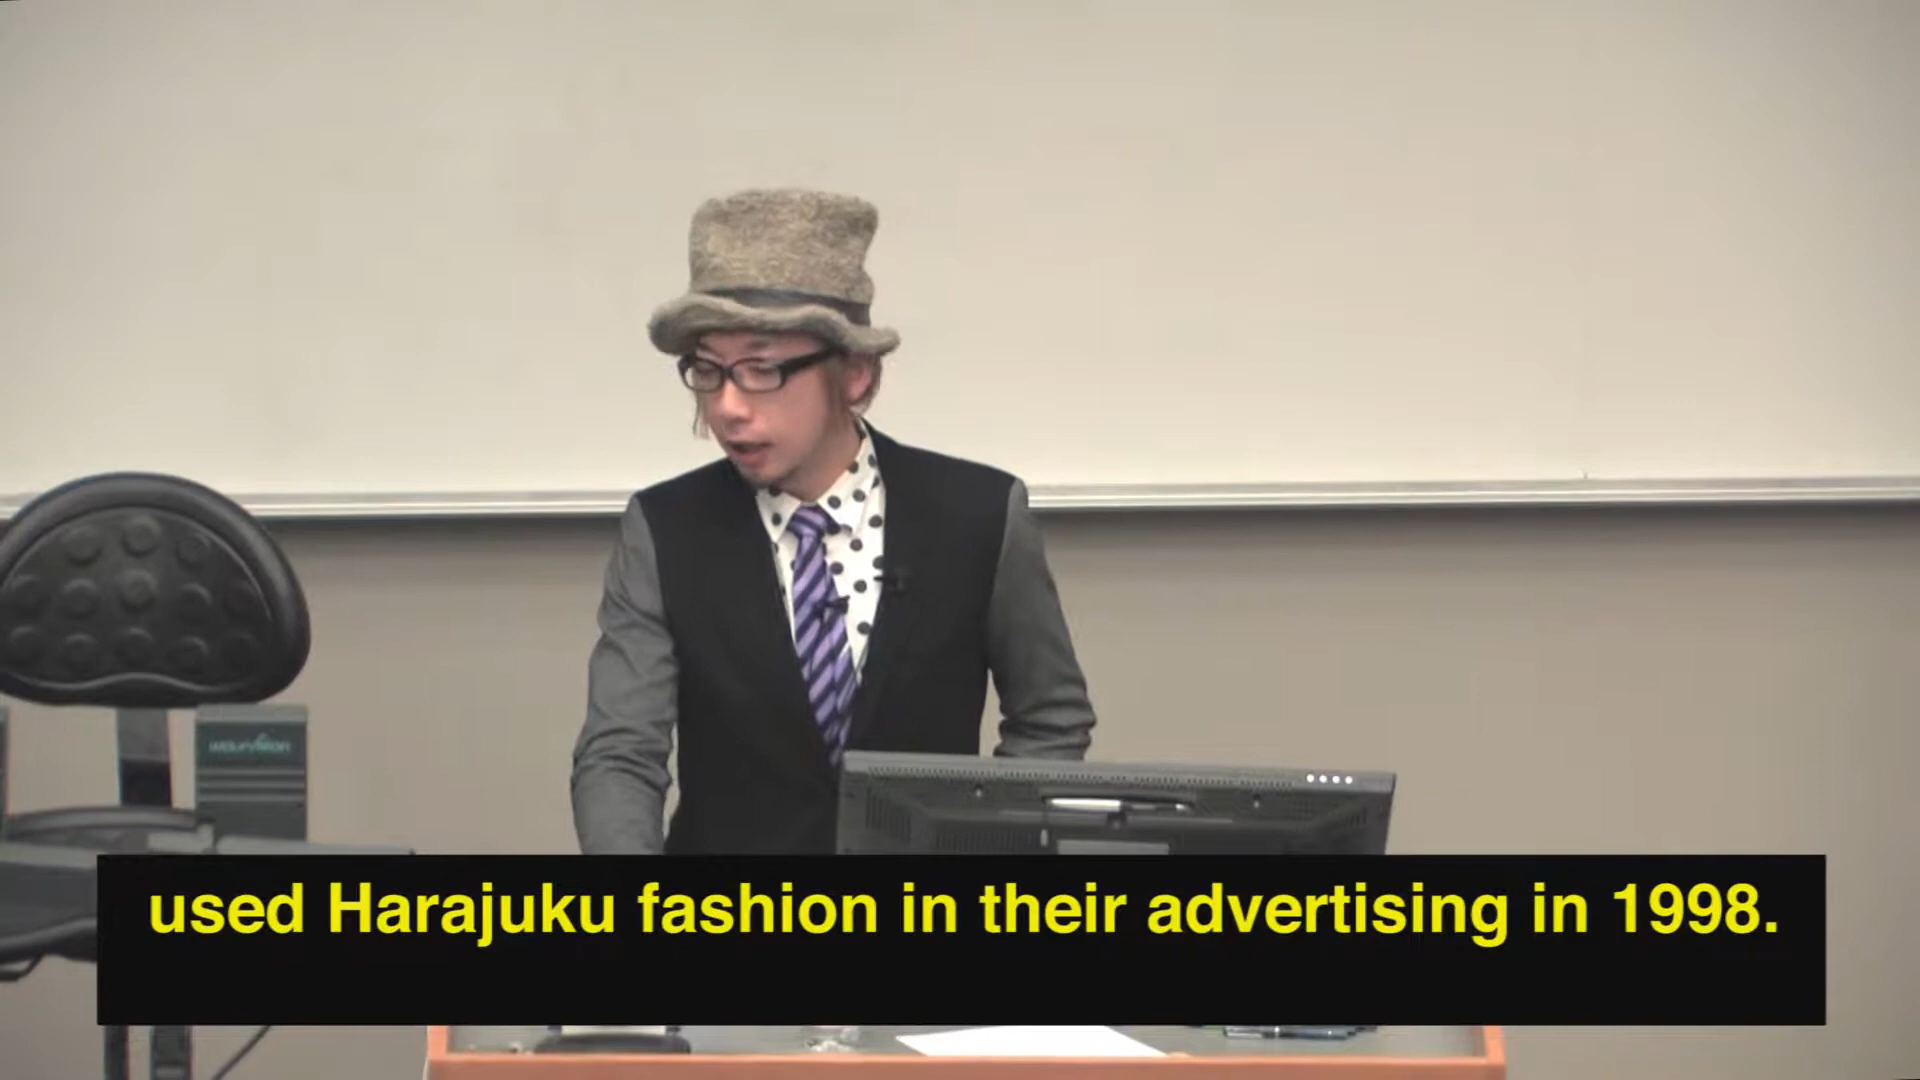 used Harajuku fashion in their advertising in 1998.